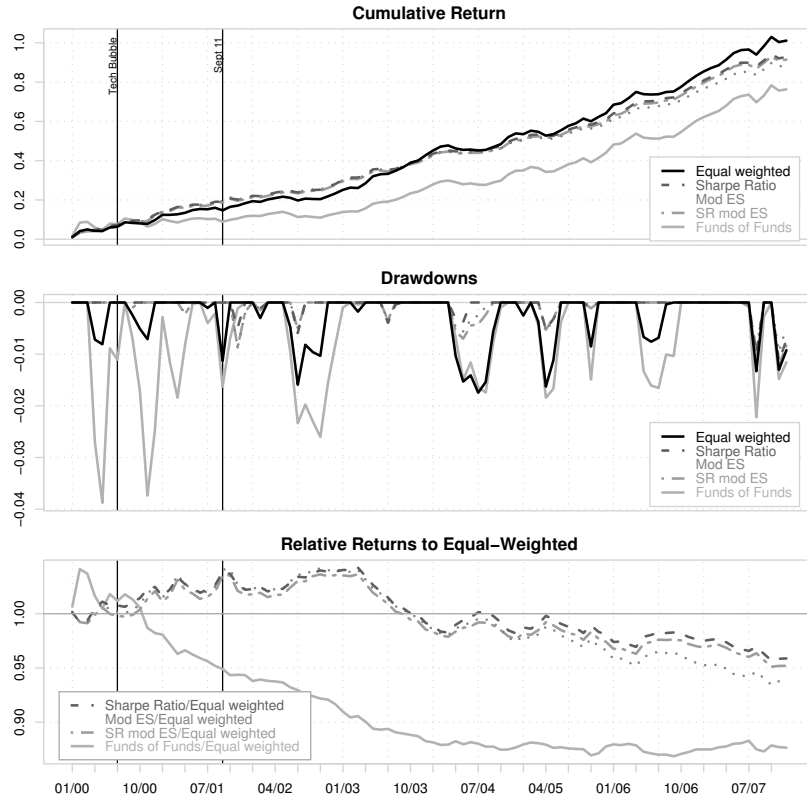 Cumulative Return
1.0
0.8
0.6
0.4
0.2
0.0
Tech Bubble
Sept 11
Equal weighted
Sharpe Ratio
Mod ES
SR mod ES
Funds of Funds
Drawdowns
0.00
−0.01
−0.02
−0.03
−0.04
Equal weighted
Sharpe Ratio
Mod ES
SR mod ES
Funds of Funds
Relative Returns to Equal−Weighted
1.00
0.95
0.90
Sharpe Ratio/Equal weighted
Mod ES/Equal weighted
SR mod ES/Equal weighted
Funds of Funds/Equal weighted
01/00 10/00 07/01 04/02 01/03 10/03 07/04 04/05 01/06 10/06 07/07